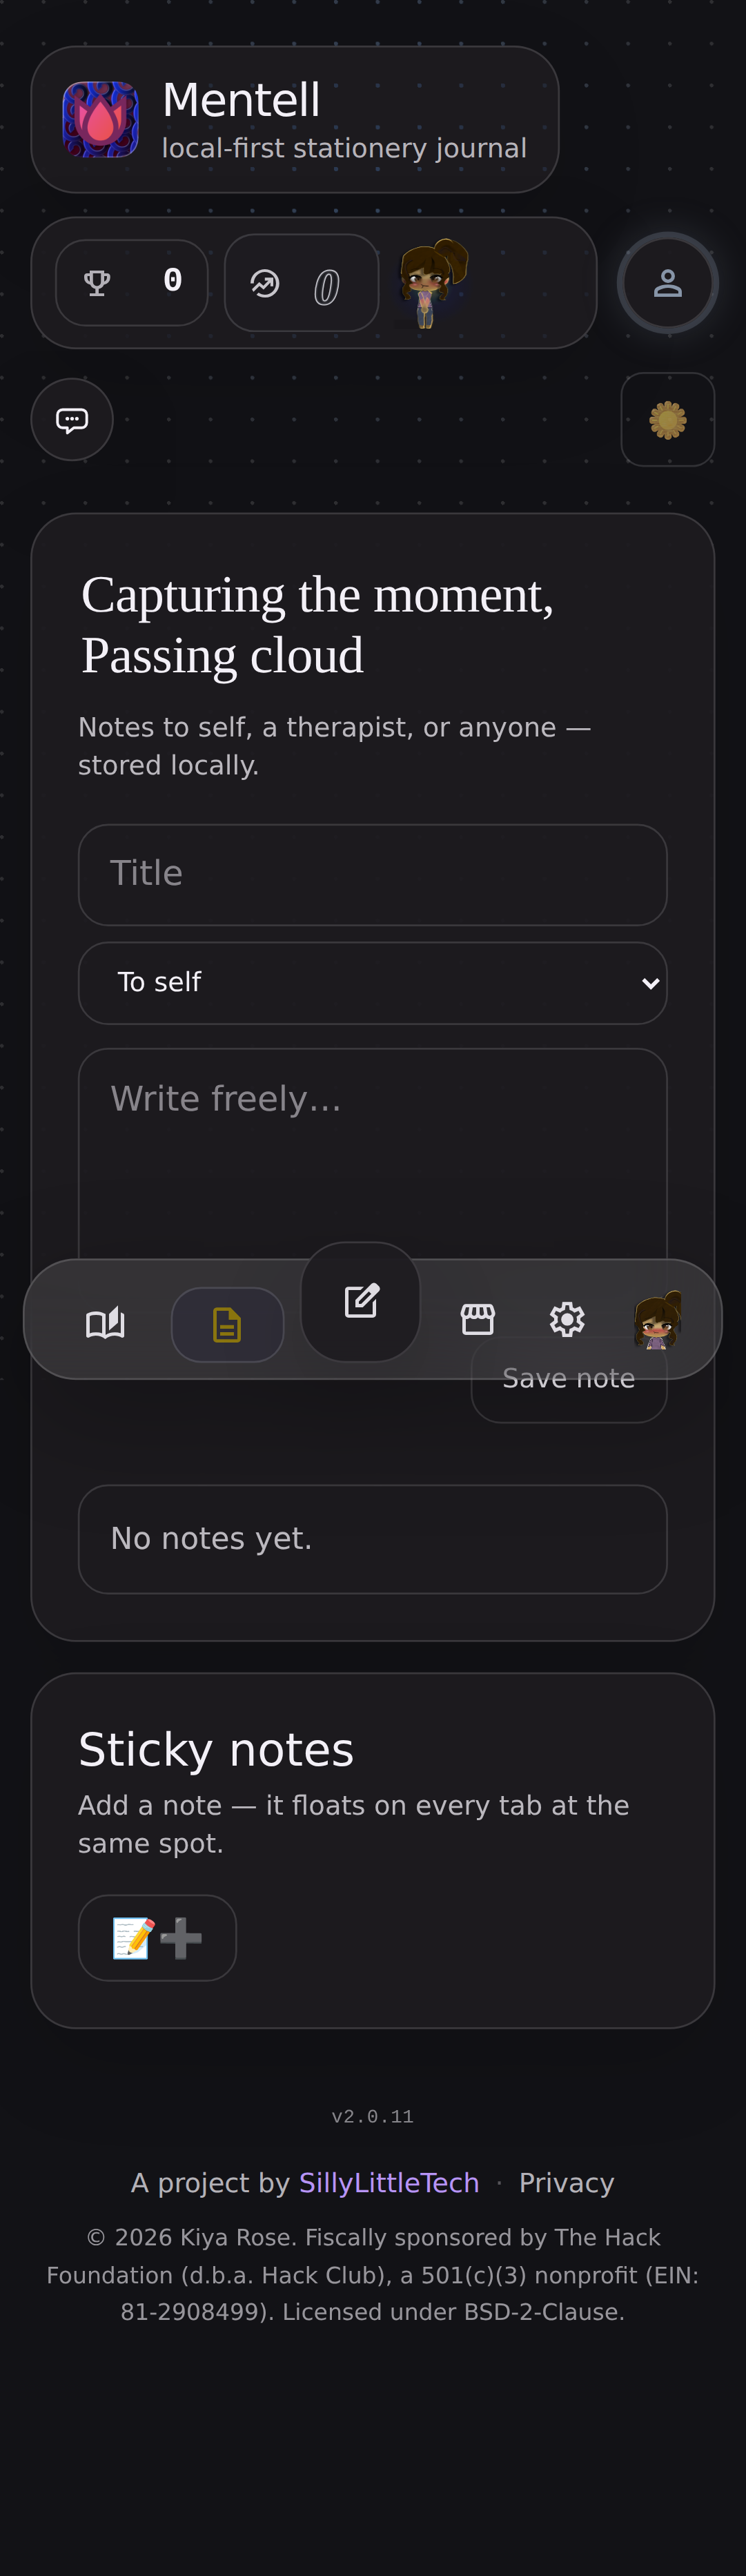 Mentell
local-first stationery journal
0
0
Capturing the moment,
Passing cloud
Notes to self, a therapist, or anyone —
stored locally.
Title
To self
Write freely...
Save note
No notes yet.
Sticky notes
Add a note — it floats on every tab at the
same spot.
v2.0.11
A project by SillyLittleTech · Privacy
© 2026 Kiya Rose. Fiscally sponsored by The Hack
Foundation (d.b.a. Hack Club), a 501(c)(3) nonprofit (EIN:
81-2908499). Licensed under BSD-2-Clause.